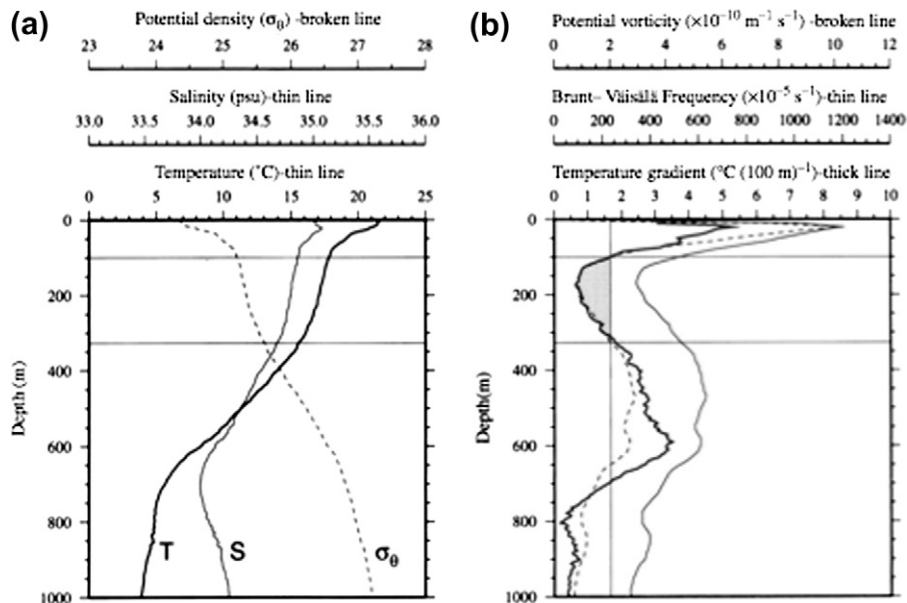 (a)
Potential density (σθ) -broken line
23 24 25 26 27 28
Salinity (psu)-thin line
33.0 33.5 34.0 34.5 35.0 35.5 36.0
Temperature (°C)-thin line
0 5 10 15 20 25
0
200
400
600
800
1000
Depth (m)
T
S
σθ
(b)
Potential vorticity (×10⁻¹⁰ m⁻¹ s⁻¹) -broken line
0 2 4 6 8 10 12
Brunt– Väisälä Frequency (×10⁻⁵ s⁻¹)-thin line
0 200 400 600 800 1000 1200 1400
Temperature gradient (°C (100 m)⁻¹)-thick line
0 1 2 3 4 5 6 7 8 9 10
0
200
400
600
800
1000
Depth(m)